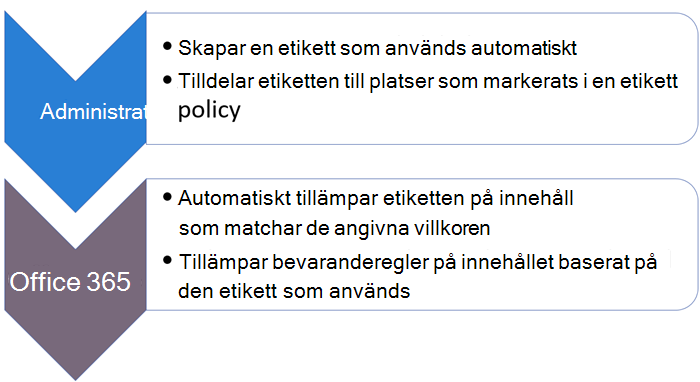 Administrat
• Skapar en etikett som används automatiskt
• Tilldelar etiketten till platser som markerats i en etikett
policy
Office 365
• Automatiskt tillämpar etiketten på innehåll
som matchar de angivna villkoren
• Tillämpar bevaranderegler på innehållet baserat på
den etikett som används